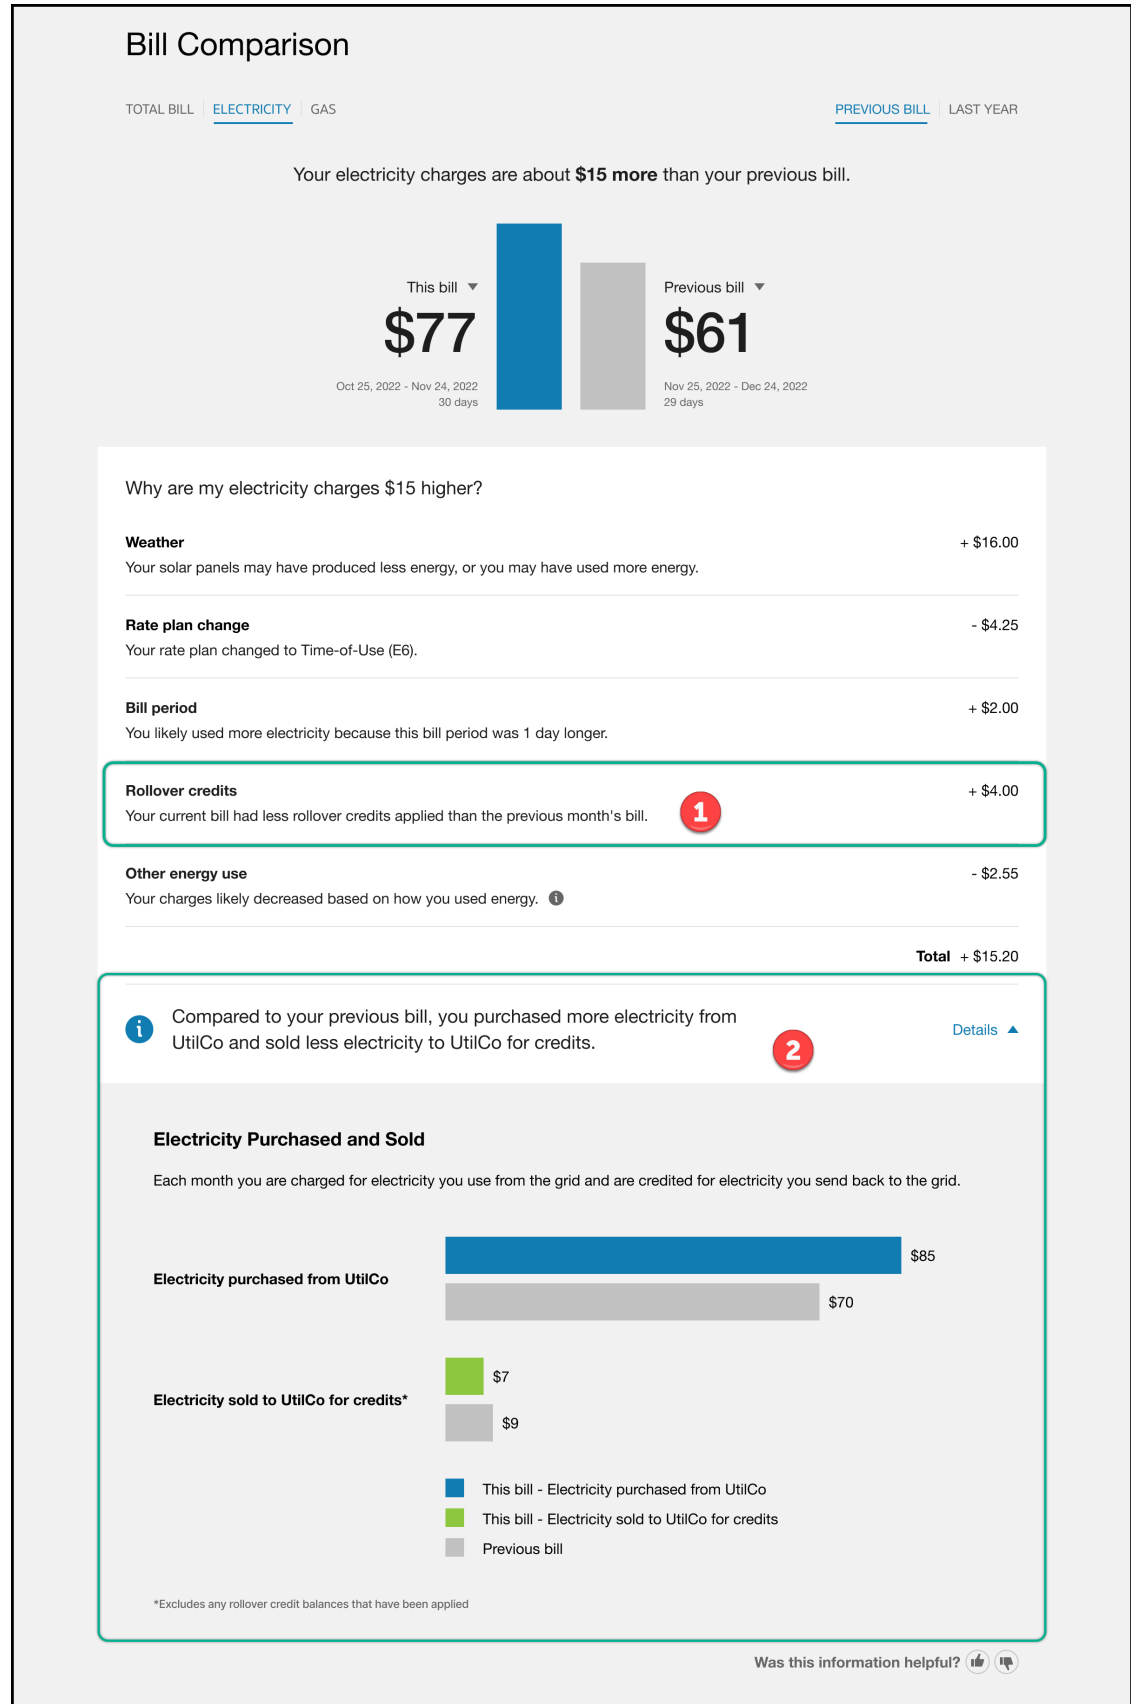 Bill Comparison
TOTAL BILL ELECTRICITY GAS PREVIOUS BILL LAST YEAR
Your electricity charges are about $15 more than your previous bill.
This bill
$77
Oct 25, 2022 - Nov 24, 2022
30 days
Previous bill
$61
Nov 25, 2022 - Dec 24, 2022
29 days
Why are my electricity charges $15 higher?
Weather + $16.00
Your solar panels may have produced less energy, or you may have used more energy.
Rate plan change - $4.25
Your rate plan changed to Time-of-Use (E6).
Bill period + $2.00
You likely used more electricity because this bill period was 1 day longer.
Rollover credits + $4.00
Your current bill had less rollover credits applied than the previous month's bill. 1
Other energy use - $2.55
Your charges likely decreased based on how you used energy. i
Total + $15.20
i Compared to your previous bill, you purchased more electricity from
UtilCo and sold less electricity to UtilCo for credits. 2 Details
Electricity Purchased and Sold
Each month you are charged for electricity you use from the grid and are credited for electricity you send back to the grid.
Electricity purchased from UtilCo
$85
$70
Electricity sold to UtilCo for credits*
$7
$9
This bill - Electricity purchased from UtilCo
This bill - Electricity sold to UtilCo for credits
Previous bill
*Excludes any rollover credit balances that have been applied
Was this information helpful?